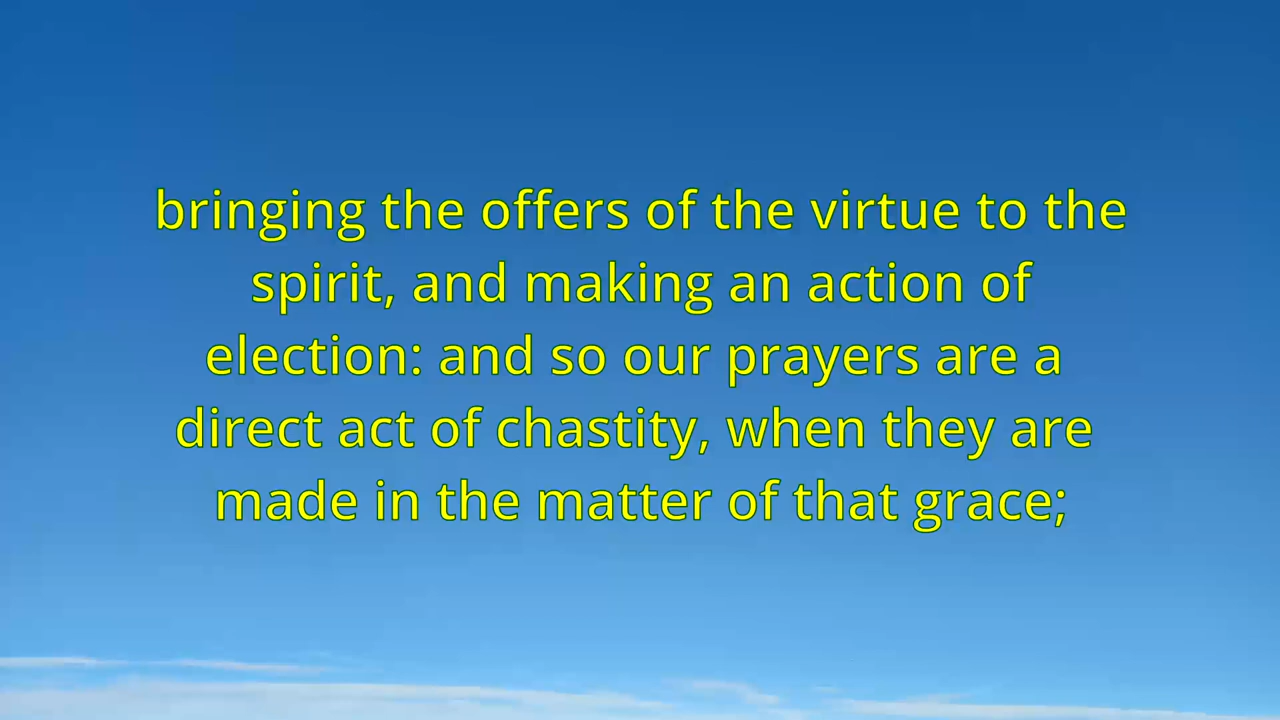 bringing the offers of the virtue to the
spirit, and making an action of
election: and so our prayers are a
direct act of chastity, when they are
made in the matter of that grace;